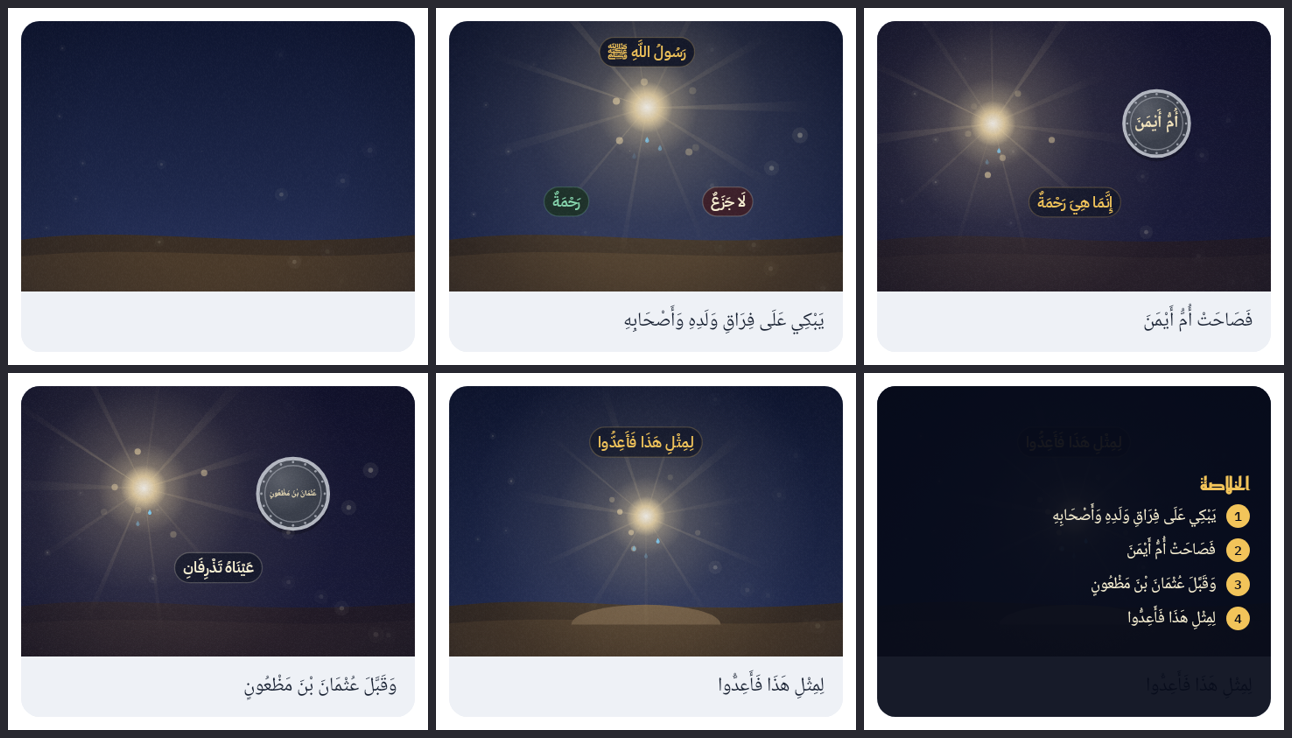 رَسُولُ اللَّهِ ﷺ
رَحْمَةٌ
لَا جَزَعٌ
يَبْكِي عَلَى فِرَاقِ وَلَدِهِ وَأَصْحَابِهِ
أُمُّ أَيْمَنَ
إِنَّمَا هِيَ رَحْمَةٌ
فَصَاحَتْ أُمُّ أَيْمَنَ
عُثْمَانُ بْنُ مَظْعُونٍ
عَيْنَاهُ تَذْرِفَانِ
وَقَبَّلَ عُثْمَانَ بْنَ مَظْعُونٍ
لِمِثْلِ هَذَا فَأَعِدُّوا
لِمِثْلِ هَذَا فَأَعِدُّوا
لِمِثْلِ هَذَا فَأَعِدُّوا
الخلاصة
1 يَبْكِي عَلَى فِرَاقِ وَلَدِهِ وَأَصْحَابِهِ
2 فَصَاحَتْ أُمُّ أَيْمَنَ
3 وَقَبَّلَ عُثْمَانَ بْنَ مَظْعُونٍ
4 لِمِثْلِ هَذَا فَأَعِدُّوا
لِمِثْلِ هَذَا فَأَعِدُّوا